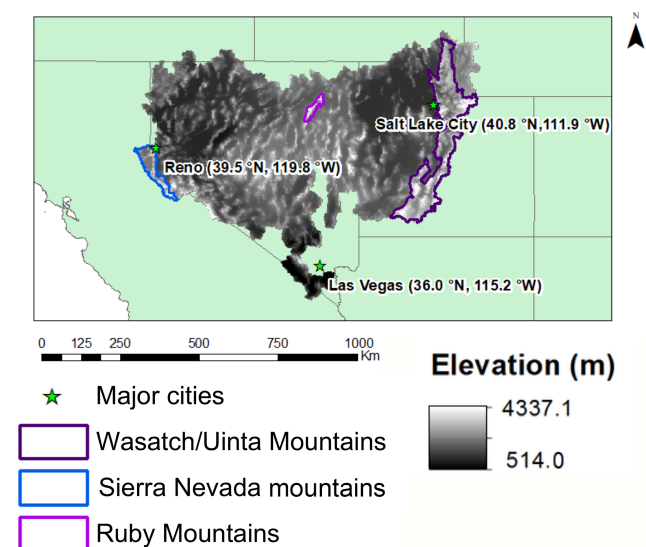 N
Salt Lake City (40.8 °N,111.9 °W)
Reno (39.5 °N, 119.8 °W)
Las Vegas (36.0 °N, 115.2 °W)
0 125 250 500 750 1000
Km
Elevation (m)
4337.1
514.0
Major cities
Wasatch/Uinta Mountains
Sierra Nevada mountains
Ruby Mountains